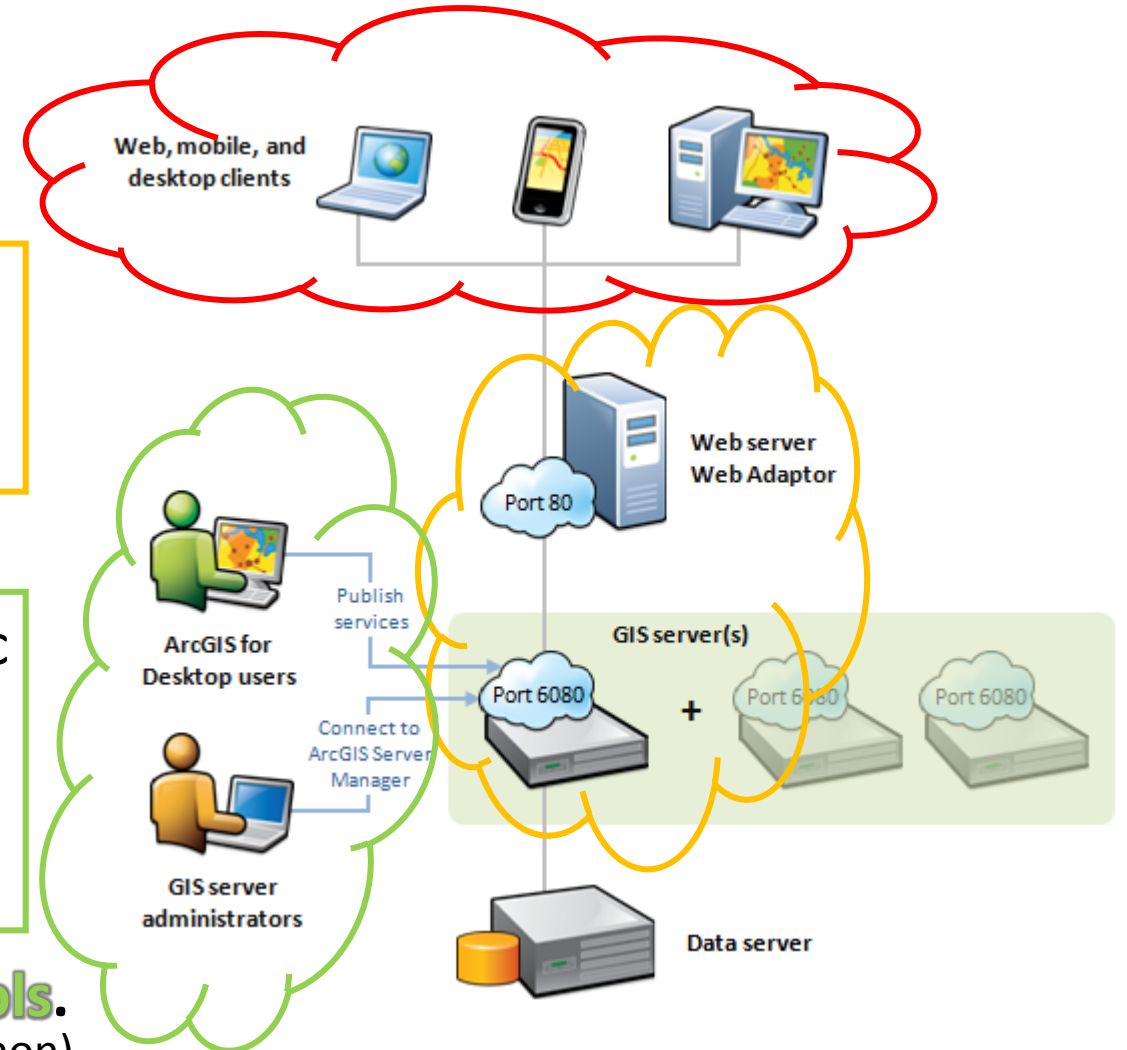 Web, mobile, and
desktop clients
Web server
Web Adaptor
Port 80
Publish
services
ArcGIS for
Desktop users
GIS server(s)
Port 6080
+
Port 6080
Port 6080
Connect to
ArcGIS Server
Manager
GIS server
administrators
Data server